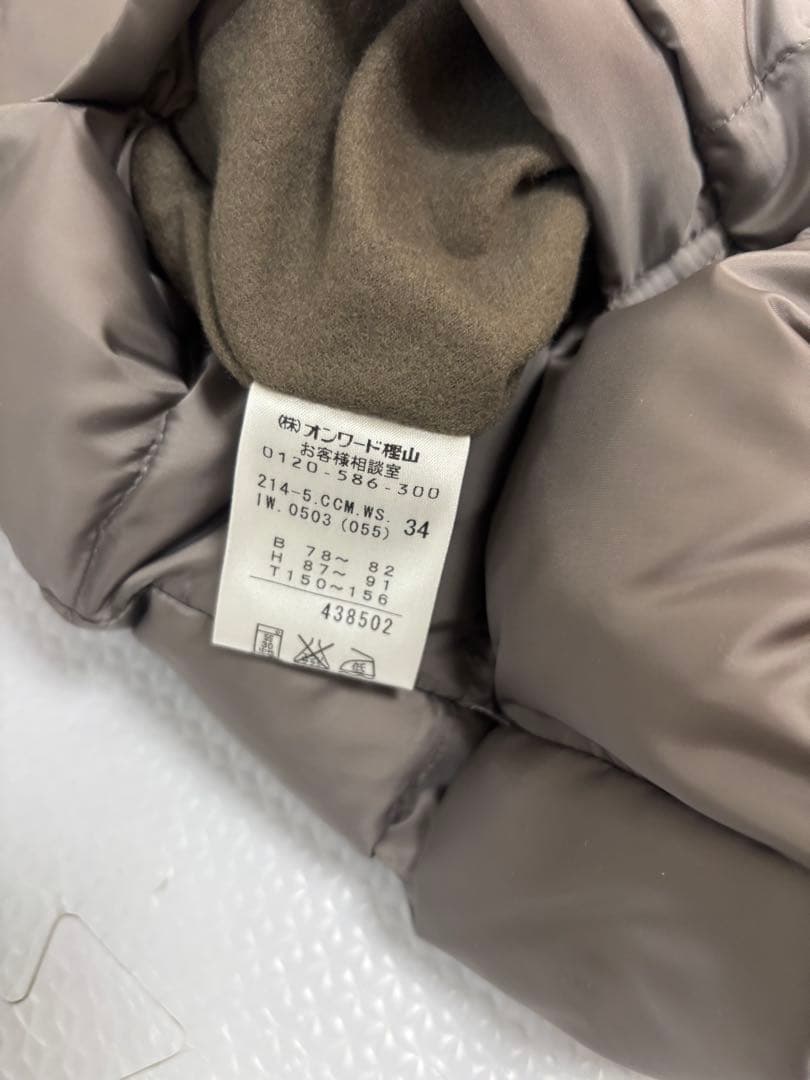 (株)オンワード樫山
お客様相談室
0120-586-300
214-5.CCM.WS. 34
IW.0503 (055)
B 78～ 82
H 87～ 91
T150～156
438502
低